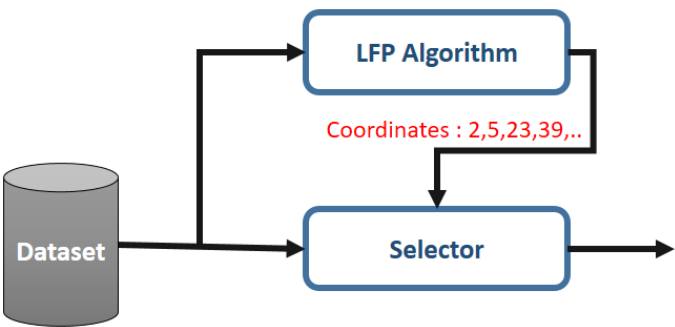 LFP Algorithm
Coordinates : 2,5,23,39,..
Dataset
Selector